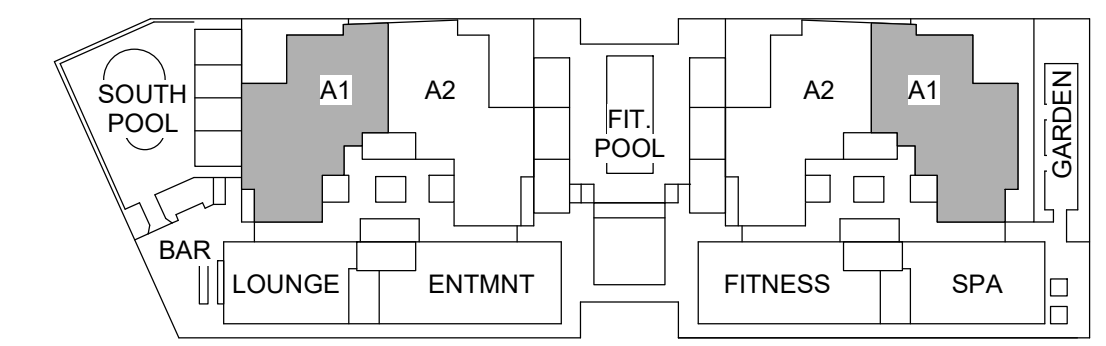 SOUTH
POOL
A1
A2
FIT.
POOL
A2
A1
GARDEN
BAR
LOUNGE
ENTMNT
FITNESS
SPA